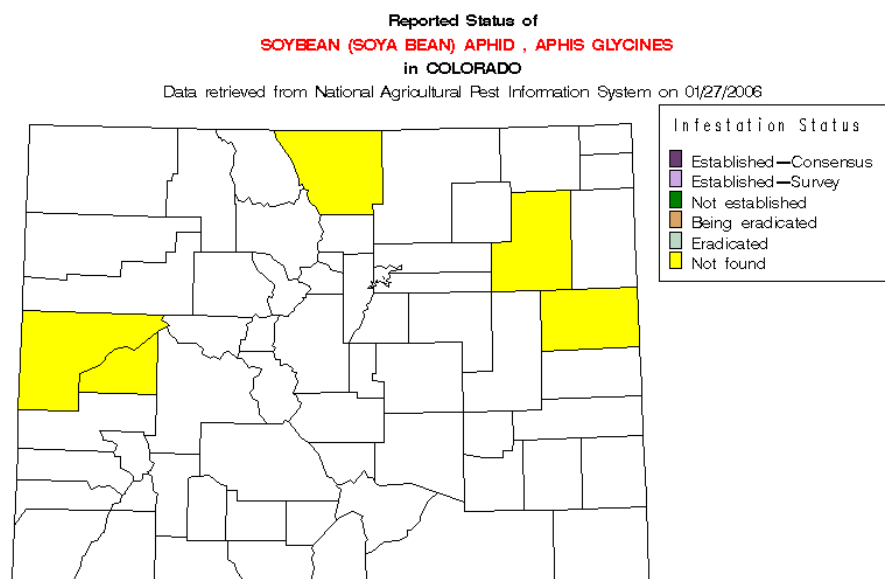 Reported Status of
SOYBEAN (SOYA BEAN) APHID , APHIS GLYCINES
in COLORADO
Data retrieved from National Agricultural Pest Information System on 01/27/2006
Infestation Status
Established—Consensus
Established—Survey
Not established
Being eradicated
Eradicated
Not found